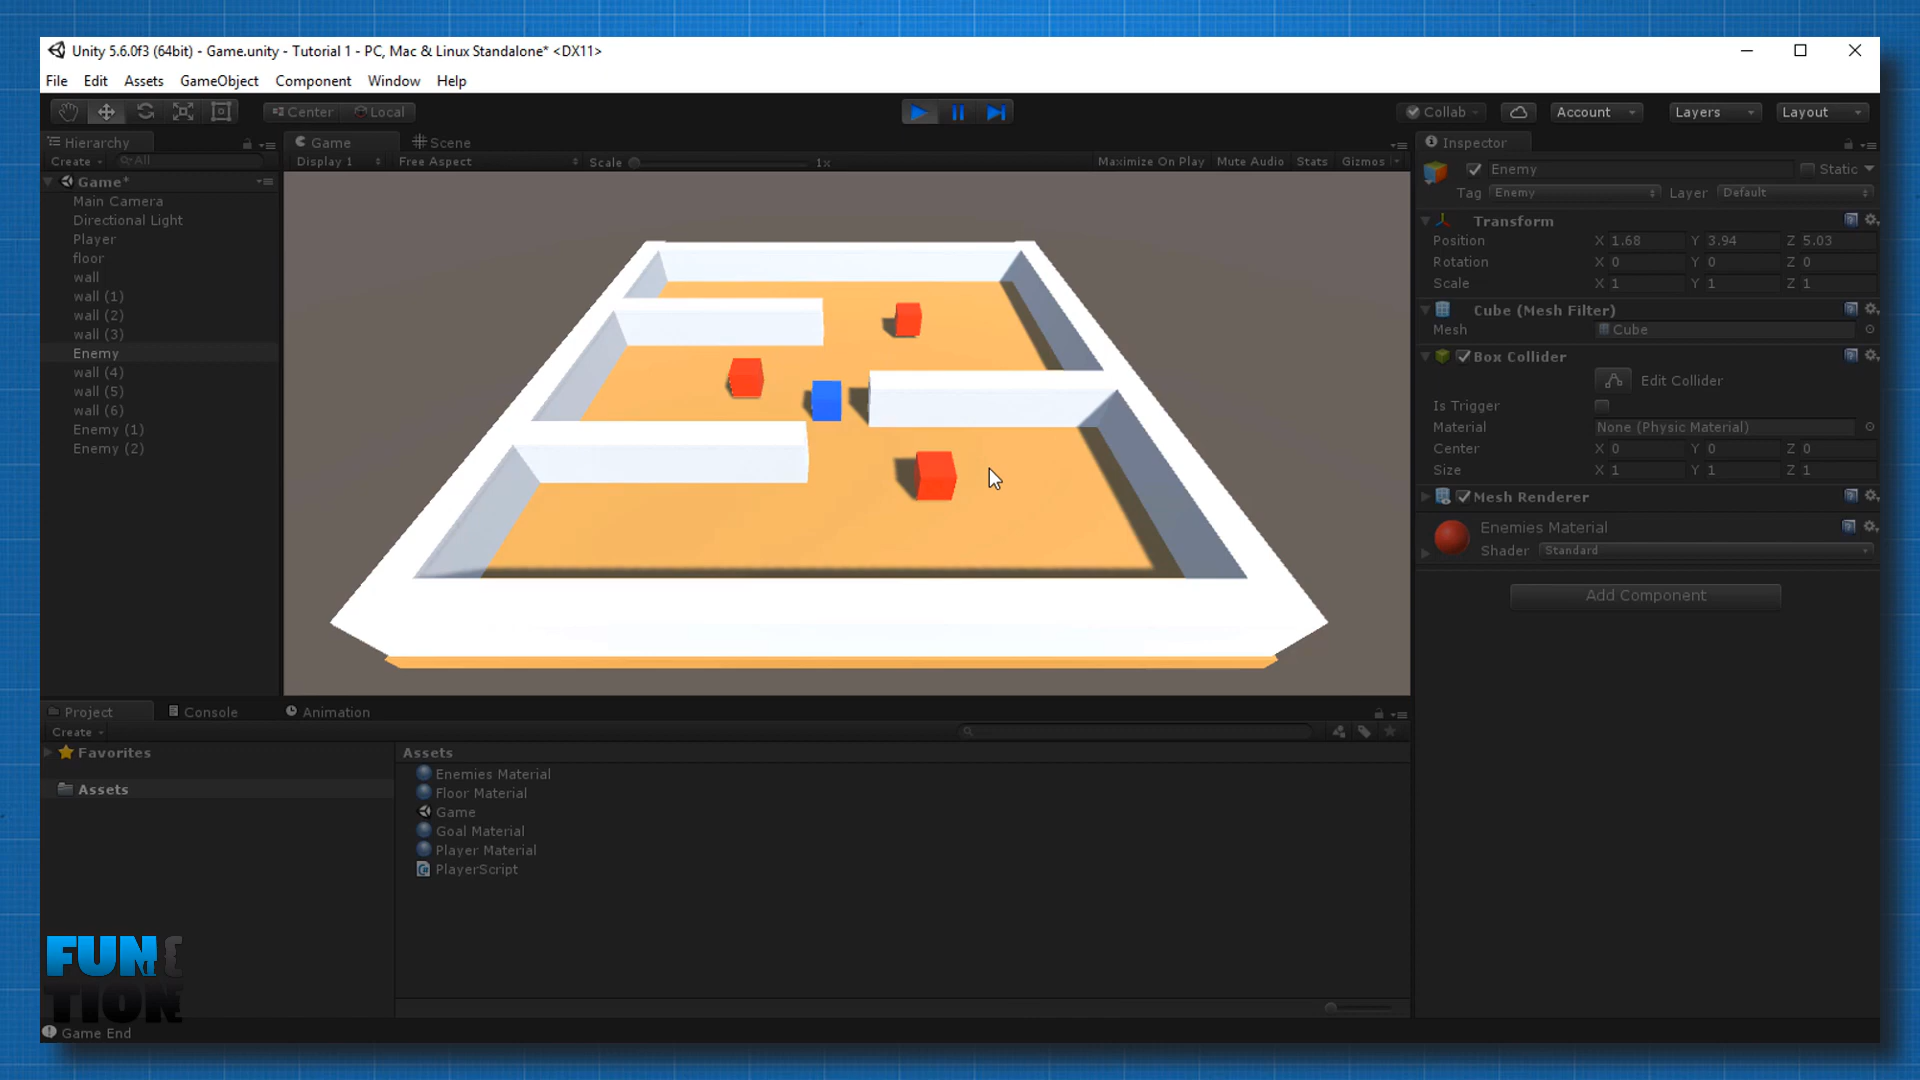 Unity 5.6.0f3 (64bit) - Game.unity - Tutorial 1 - PC, Mac & Linux Standalone* <DX11>
File Edit Assets GameObject Component Window Help
Center Local Collab Account Layers Layout
Hierarchy
Create All
Game*
Main Camera
Directional Light
Player
floor
wall
wall (1)
wall (2)
wall (3)
Enemy
wall (4)
wall (5)
wall (6)
Enemy (1)
Enemy (2)
Game Scene
Display 1 Free Aspect Scale 1x Maximize On Play Mute Audio Stats Gizmos
Inspector
Enemy Static
Tag Enemy Layer Default
Transform
Position X 1.68 Y 3.94 Z 5.03
Rotation X 0 Y 0 Z 0
Scale X 1 Y 1 Z 1
Cube (Mesh Filter)
Mesh Cube
Box Collider
Edit Collider
Is Trigger
Material None (Physic Material)
Center X 0 Y 0 Z 0
Size X 1 Y 1 Z 1
Mesh Renderer
Enemies Material
Shader Standard
Add Component
Project Console Animation
Create
Favorites
Assets
Assets
Enemies Material
Floor Material
Game
Goal Material
Player Material
PlayerScript
FUN{
TION
Game End